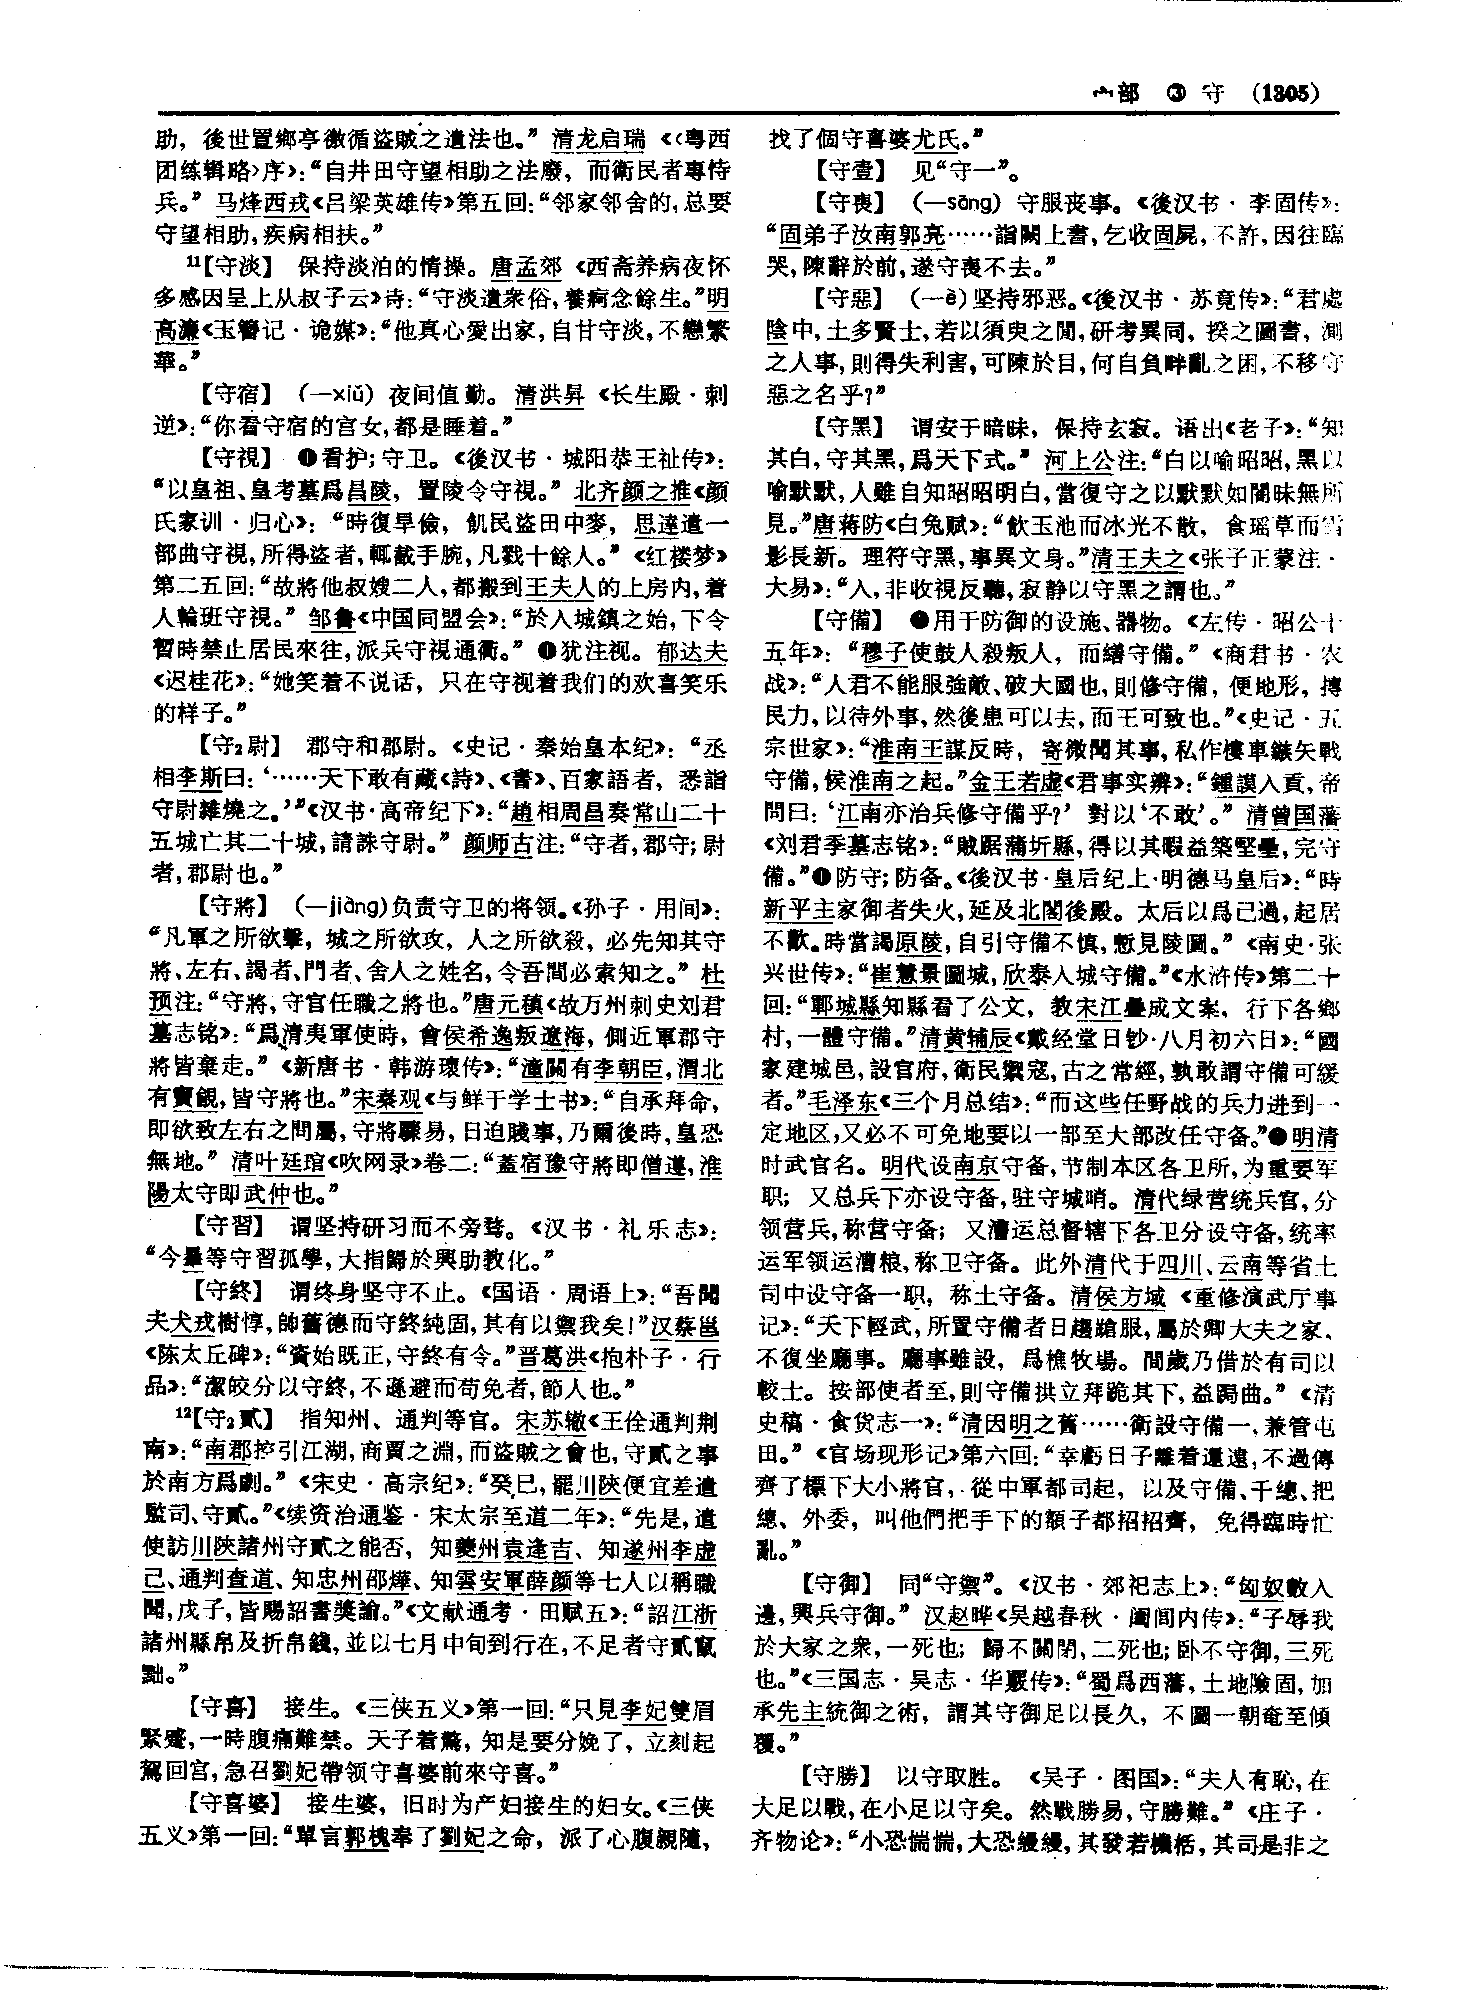 宀部 ③ 守 (1305)
助，後世置鄉亭徼循盜賊之遺法也。” 清龙启瑞《〈粤西
团练辑略〉序》：“自井田守望相助之法廢，而衛民者專恃
兵。” 马烽西戎《吕梁英雄传》第五回：“邻家邻舍的，总要
守望相助，疾病相扶。”
11【守淡】 保持淡泊的情操。唐孟郊《西斋养病夜怀
多感因呈上从叔子云》诗：“守淡遺衆俗，養痾念餘生。”明
高濂《玉簪记·诡媒》：“他真心愛出家，自甘守淡，不戀繁
華。”
【守宿】 （—xiǔ）夜间值勤。清洪昇《长生殿·刺
逆》：“你看守宿的宫女，都是睡着。”
【守視】 ❶看护；守卫。《後汉书·城阳恭王祉传》：
“以皇祖、皇考墓爲昌陵，置陵令守視。” 北齐颜之推《颜
氏家训·归心》：“時復旱儉，飢民盜田中麥，思達遣一
部曲守視，所得盜者，輒截手腕，凡戮十餘人。” 《红楼梦》
第二五回：“故將他叔嫂二人，都搬到王夫人的上房内，着
人輪班守視。” 邹鲁《中国同盟会》：“於入城鎮之始，下令
暫時禁止居民來往，派兵守視通衢。” ❷犹注视。郁达夫
《迟桂花》：“她笑着不说话，只在守视着我们的欢喜笑乐
的样子。”
【守2尉】 郡守和郡尉。《史记·秦始皇本纪》：“丞
相李斯曰：‘……天下敢有藏《詩》、《書》、百家語者，悉詣
守尉雜燒之。’”《汉书·高帝纪下》：“趙相周昌奏常山二十
五城亡其二十城，請誅守尉。” 颜师古注：“守者，郡守；尉
者，郡尉也。”
【守將】 （—jiàng）负责守卫的将领。《孙子·用间》：
“凡軍之所欲擊，城之所欲攻，人之所欲殺，必先知其守
將、左右、謁者、門者、舍人之姓名，令吾間必索知之。” 杜
预注：“守將，守官任職之將也。”唐元稹《故万州刺史刘君
墓志铭》：“爲清夷軍使時，會侯希逸叛遼海，側近軍郡守
將皆棄走。” 《新唐书·韩游瓌传》：“潼關有李朝臣，渭北
有竇覦，皆守將也。”宋秦观《与鲜于学士书》：“自承拜命，
即欲致左右之問屬，守將驟易，日迫賤事，乃爾後時，皇恐
無地。” 清叶廷琯《吹网录》卷二：“蓋宿豫守將即僧遵，淮
陽太守即武仲也。”
【守習】 谓坚持研习而不旁骛。《汉书·礼乐志》：
“今曅等守習孤學，大指歸於興助教化。”
【守終】 谓终身坚守不止。《国语·周语上》：“吾聞
夫犬戎樹惇，帥舊德而守終純固，其有以禦我矣！”汉蔡邕
《陈太丘碑》：“資始既正，守終有令。”晋葛洪《抱朴子·行
品》：“潔皎分以守終，不遜避而苟免者，節人也。”
12【守2貳】 指知州、通判等官。宋苏辙《王佺通判荆
南》：“南郡控引江湖，商賈之淵，而盜賊之會也，守貳之事
於南方爲劇。” 《宋史·高宗纪》：“癸巳，罷川陝便宜差遣
監司、守貳。”《续资治通鉴·宋太宗至道二年》：“先是，遣
使訪川陝諸州守貳之能否，知夔州袁逢吉、知遂州李虚
己、通判查道、知忠州邵燁、知雲安軍薛颜等七人以稱職
聞，戊子，皆賜詔書獎諭。”《文献通考·田赋五》：“詔江浙
諸州縣帛及折帛錢，並以七月中旬到行在，不足者守貳竄
黜。”
【守喜】 接生。《三侠五义》第一回：“只見李妃雙眉
緊蹙，一時腹痛難禁。天子着驚，知是要分娩了，立刻起
駕回宫，急召劉妃帶领守喜婆前來守喜。”
【守喜婆】 接生婆，旧时为产妇接生的妇女。《三侠
五义》第一回：“單言郭槐奉了劉妃之命，派了心腹親隨，
找了個守喜婆尤氏。”
【守壹】 见“守一”。
【守喪】 （—sāng）守服丧事。《後汉书·李固传》：
“固弟子汝南郭亮……詣闕上書，乞收固屍，不許，因往臨
哭，陳辭於前，遂守喪不去。”
【守惡】 （—è）坚持邪恶。《後汉书·苏竟传》：“君處
陰中，土多賢士，若以須臾之間，研考異同，揆之圖書，測
之人事，則得失利害，可陳於目，何自負畔亂之困，不移守
惡之名乎？”
【守黑】 谓安于暗昧，保持玄寂。语出《老子》：“知
其白，守其黑，爲天下式。” 河上公注：“白以喻昭昭，黑以
喻默默，人雖自知昭昭明白，當復守之以默默如闇昧無所
見。”唐蒋防《白兔赋》：“飲玉池而冰光不散，食瑶草而雪
影長新。理符守黑，事異文身。”清王夫之《张子正蒙注·
大易》：“入，非收視反聽，寂静以守黑之謂也。”
【守備】 ❶用于防御的设施、器物。《左传·昭公十
五年》：“穆子使鼓人殺叛人，而繕守備。” 《商君书·农
战》：“人君不能服強敵、破大國也，則修守備，便地形，摶
民力，以待外事，然後患可以去，而王可致也。”《史记·五
宗世家》：“淮南王謀反時，寄微聞其事，私作樓車鏃矢戰
守備，候淮南之起。”金王若虚《君事实辨》：“鍾謨入貢，帝
問曰：‘江南亦治兵修守備乎？’ 對以‘不敢’。” 清曾国藩
《刘君季墓志铭》：“賊踞蒲圻縣，得以其暇益築堅壘，完守
備。”❷防守；防备。《後汉书·皇后纪上·明德马皇后》：“時
新平主家御者失火，延及北閣後殿。太后以爲己過，起居
不歡。時當謁原陵，自引守備不慎，慙見陵園。” 《南史·张
兴世传》：“崔慧景圍城，欣泰入城守備。”《水浒传》第二十
回：“鄆城縣知縣看了公文，教宋江疊成文案，行下各鄉
村，一體守備。”清黄辅辰《戴经堂日钞·八月初六日》：“國
家建城邑，設官府，衛民禦寇，古之常經，孰敢謂守備可緩
者。”毛泽东《三个月总结》：“而这些任野战的兵力进到一
定地区，又必不可免地要以一部至大部改任守备。”❸明清
时武官名。明代设南京守备，节制本区各卫所，为重要军
职；又总兵下亦设守备，驻守城哨。清代绿营统兵官，分
领营兵，称营守备；又漕运总督辖下各卫分设守备，统率
运军领运漕粮，称卫守备。此外清代于四川、云南等省土
司中设守备一职，称土守备。清侯方域《重修演武厅事
记》：“天下輕武，所置守備者日趨蹌服，屬於卿大夫之家、
不復坐廳事。廳事雖設，爲樵牧場。間歲乃借於有司以
較士。按部使者至，則守備拱立拜跪其下，益跼曲。” 《清
史稿·食货志一》：“清因明之舊……衛設守備一，兼管屯
田。” 《官场现形记》第六回：“幸虧日子離着還遠，不過傳
齊了標下大小將官，從中軍都司起，以及守備、千總、把
總、外委，叫他們把手下的額子都招招齊，免得臨時忙
亂。”
【守御】 同“守禦”。《汉书·郊祀志上》：“匈奴數入
邊，興兵守御。” 汉赵晔《吴越春秋·阖闾内传》：“子辱我
於大家之衆，一死也；歸不關閉，二死也；卧不守御，三死
也。”《三国志·吴志·华覈传》：“蜀爲西藩，土地險固，加
承先主統御之術，謂其守御足以長久，不圖一朝奄至傾
覆。”
【守勝】 以守取胜。 《吴子·图国》：“夫人有恥，在
大足以戰，在小足以守矣。然戰勝易，守勝難。” 《庄子·
齐物论》：“小恐惴惴，大恐縵縵，其發若機栝，其司是非之